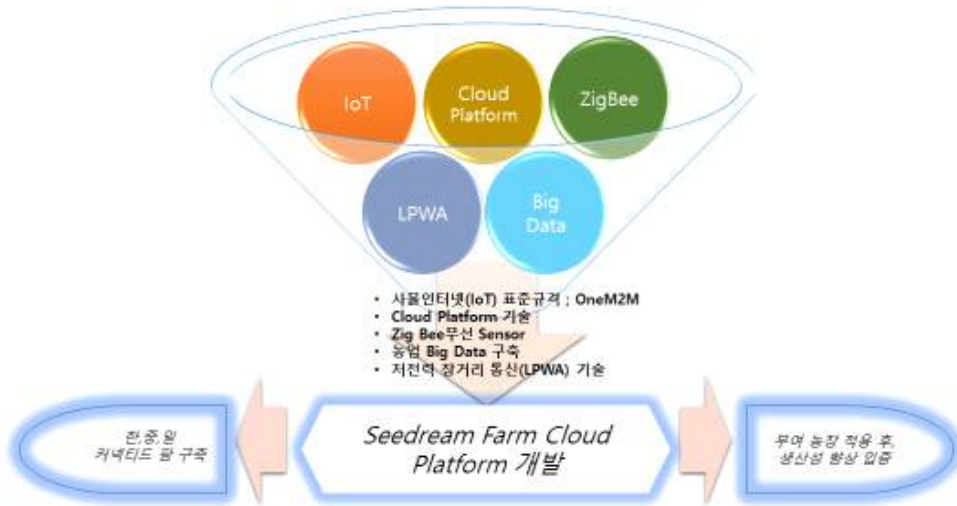 IoT
Cloud
Platform
ZigBee
LPWA
Big
Data
• 사물인터넷(IoT) 표준규격 ; OneM2M
• Cloud Platform 기술
• Zig Bee무선 Sensor
• 농업 Big Data 구축
• 저전력 장거리 통신(LPWA) 기술
한,중,일
커넥티드 팜 구축
Seedream Farm Cloud
Platform 개발
부여 농장 적용 후,
생산성 향상 입증